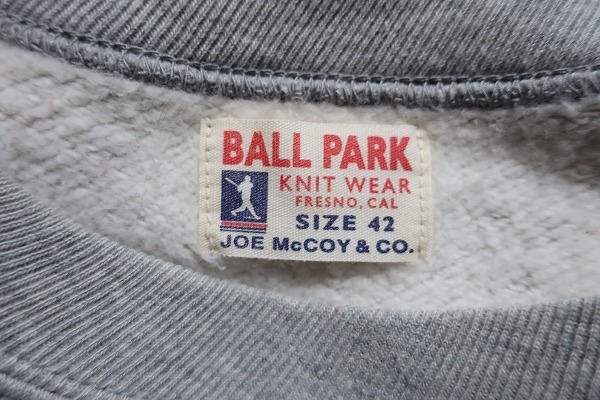 BALL PARK
KNIT WEAR
FRESNO, CAL
SIZE 42
JOE McCOY & CO.